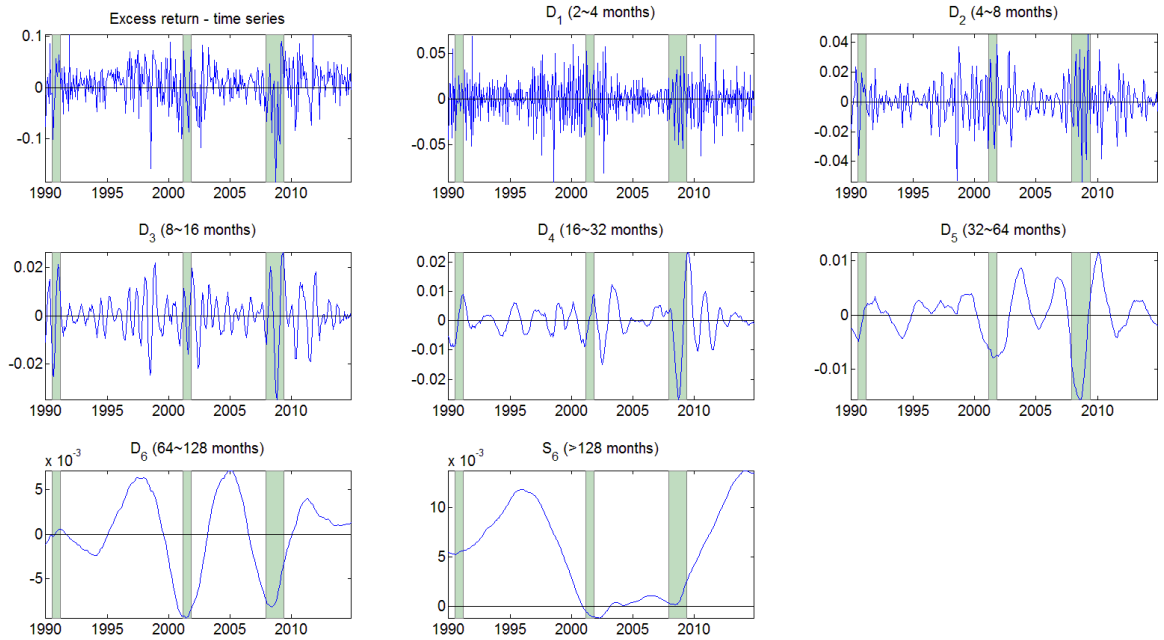 Excess return - time series
0.1
0
-0.1
1990 1995 2000 2005 2010
D1 (2~4 months)
0.05
0
-0.05
1990 1995 2000 2005 2010
D2 (4~8 months)
0.04
0.02
0
-0.02
-0.04
1990 1995 2000 2005 2010
D3 (8~16 months)
0.02
0
-0.02
1990 1995 2000 2005 2010
D4 (16~32 months)
0.02
0.01
0
-0.01
-0.02
1990 1995 2000 2005 2010
D5 (32~64 months)
0.01
0
-0.01
1990 1995 2000 2005 2010
D6 (64~128 months)
x 10-3
5
0
-5
1990 1995 2000 2005 2010
S6 (>128 months)
x 10-3
10
5
0
1990 1995 2000 2005 2010